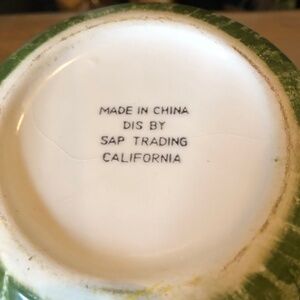 MADE IN CHINA
DIS BY
SAP TRADING
CALIFORNIA